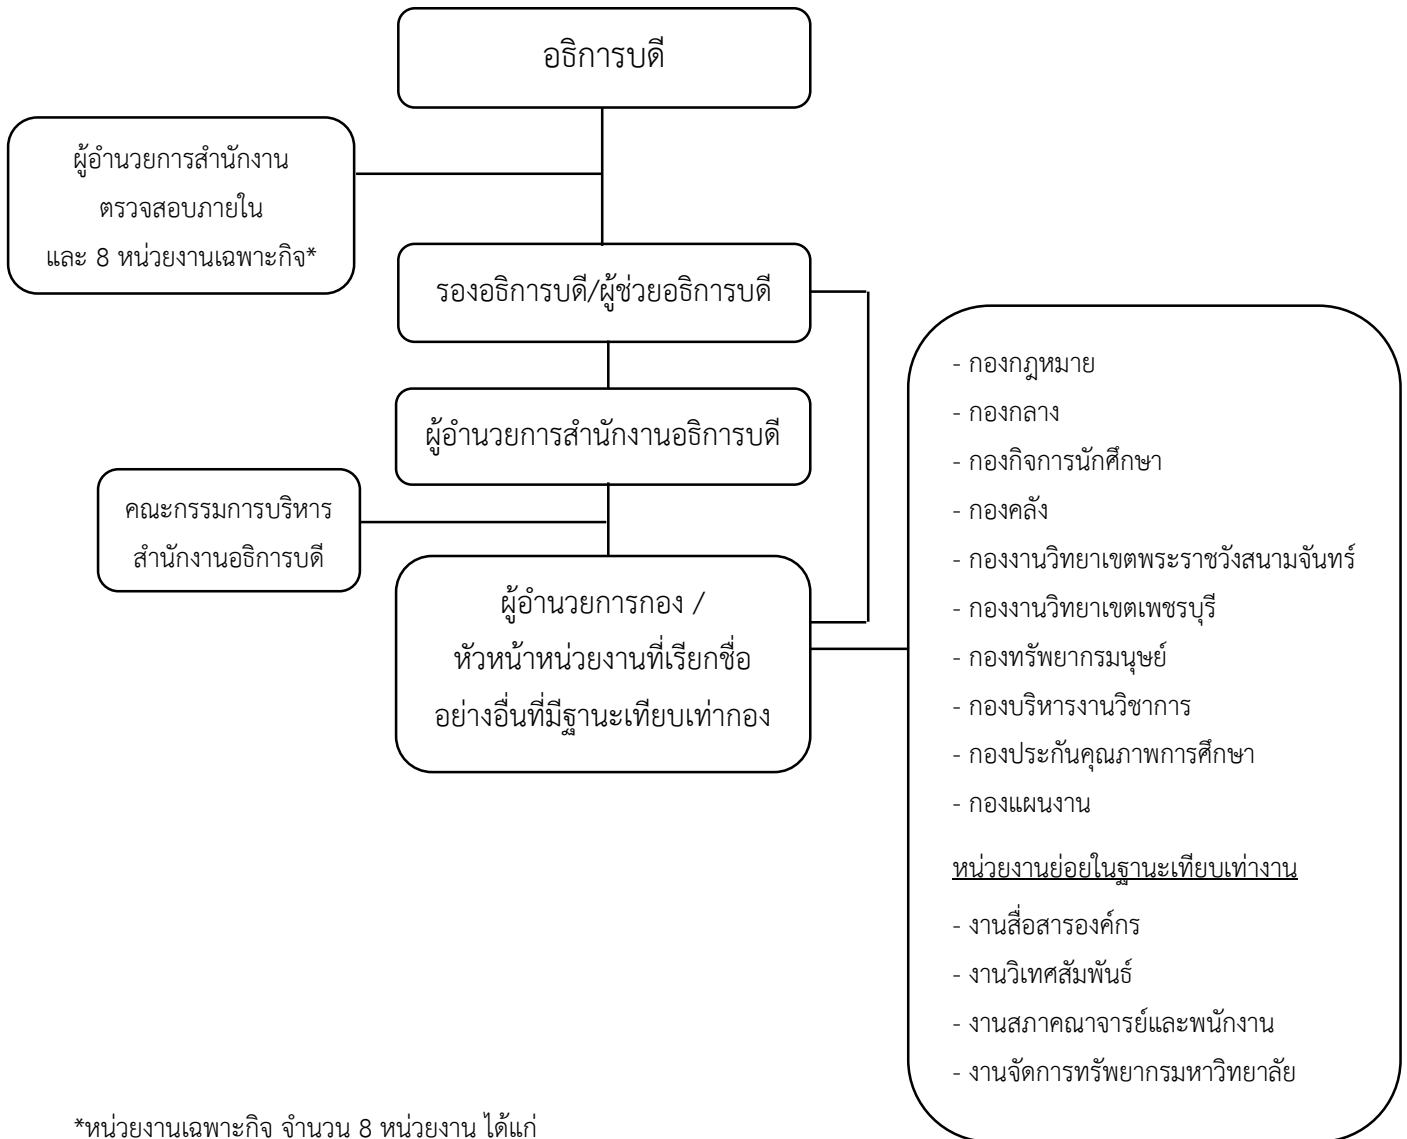 อธิการบดี
ผู้อำนวยการสำนักงาน
ตรวจสอบภายใน
และ 8 หน่วยงานเฉพาะกิจ*
รองอธิการบดี/ผู้ช่วยอธิการบดี
ผู้อำนวยการสำนักงานอธิการบดี
คณะกรรมการบริหาร
สำนักงานอธิการบดี
ผู้อำนวยการกอง /
หัวหน้าหน่วยงานที่เรียกชื่อ
อย่างอื่นที่มีฐานะเทียบเท่ากอง
- กองกฎหมาย
- กองกลาง
- กองกิจการนักศึกษา
- กองคลัง
- กองงานวิทยาเขตพระราชวังสนามจันทร์
- กองงานวิทยาเขตเพชรบุรี
- กองทรัพยากรมนุษย์
- กองบริหารงานวิชาการ
- กองประกันคุณภาพการศึกษา
- กองแผนงาน
หน่วยงานย่อยในฐานะเทียบเท่างาน
- งานสื่อสารองค์กร
- งานวิเทศสัมพันธ์
- งานสภาคณาจารย์และพนักงาน
- งานจัดการทรัพยากรมหาวิทยาลัย
*หน่วยงานเฉพาะกิจ จำนวน 8 หน่วยงาน ได้แก่